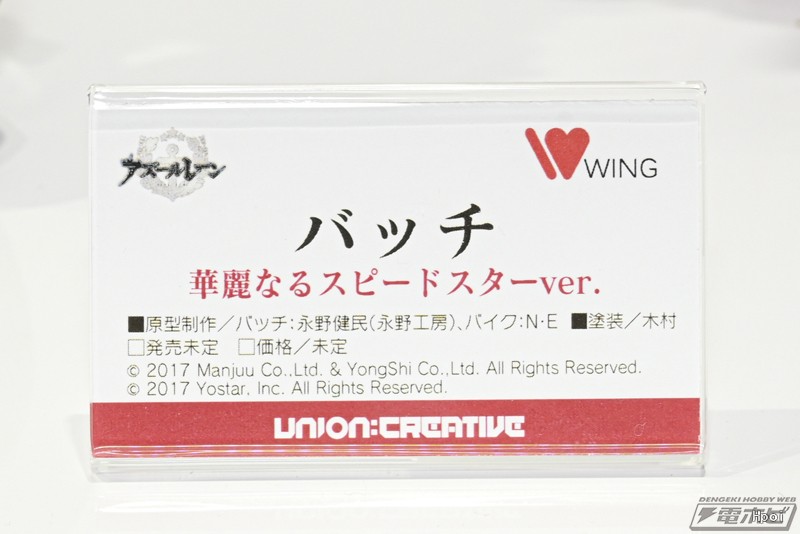 アズールレーン
WING
バッチ
華麗なるスピードスターver.
■原型制作／バッチ：永野健民（永野工房）、バイク：N・E ■塗装／木村
□発売未定 □価格／未定
© 2017 Manjuu Co.,Ltd. & YongShi Co.,Ltd. All Rights Reserved.
© 2017 Yostar, Inc. All Rights Reserved.
UNION:CREATIVE
DENGEKI HOBBY WEB
電ホビ